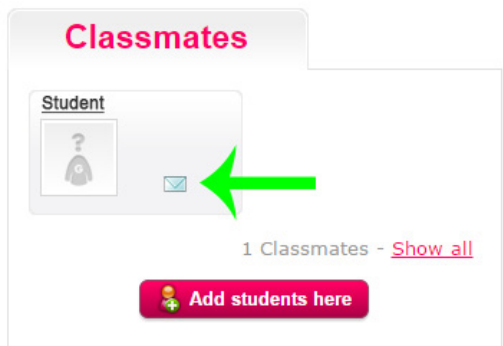 Classmates
Student
1 Classmates - Show all
Add students here